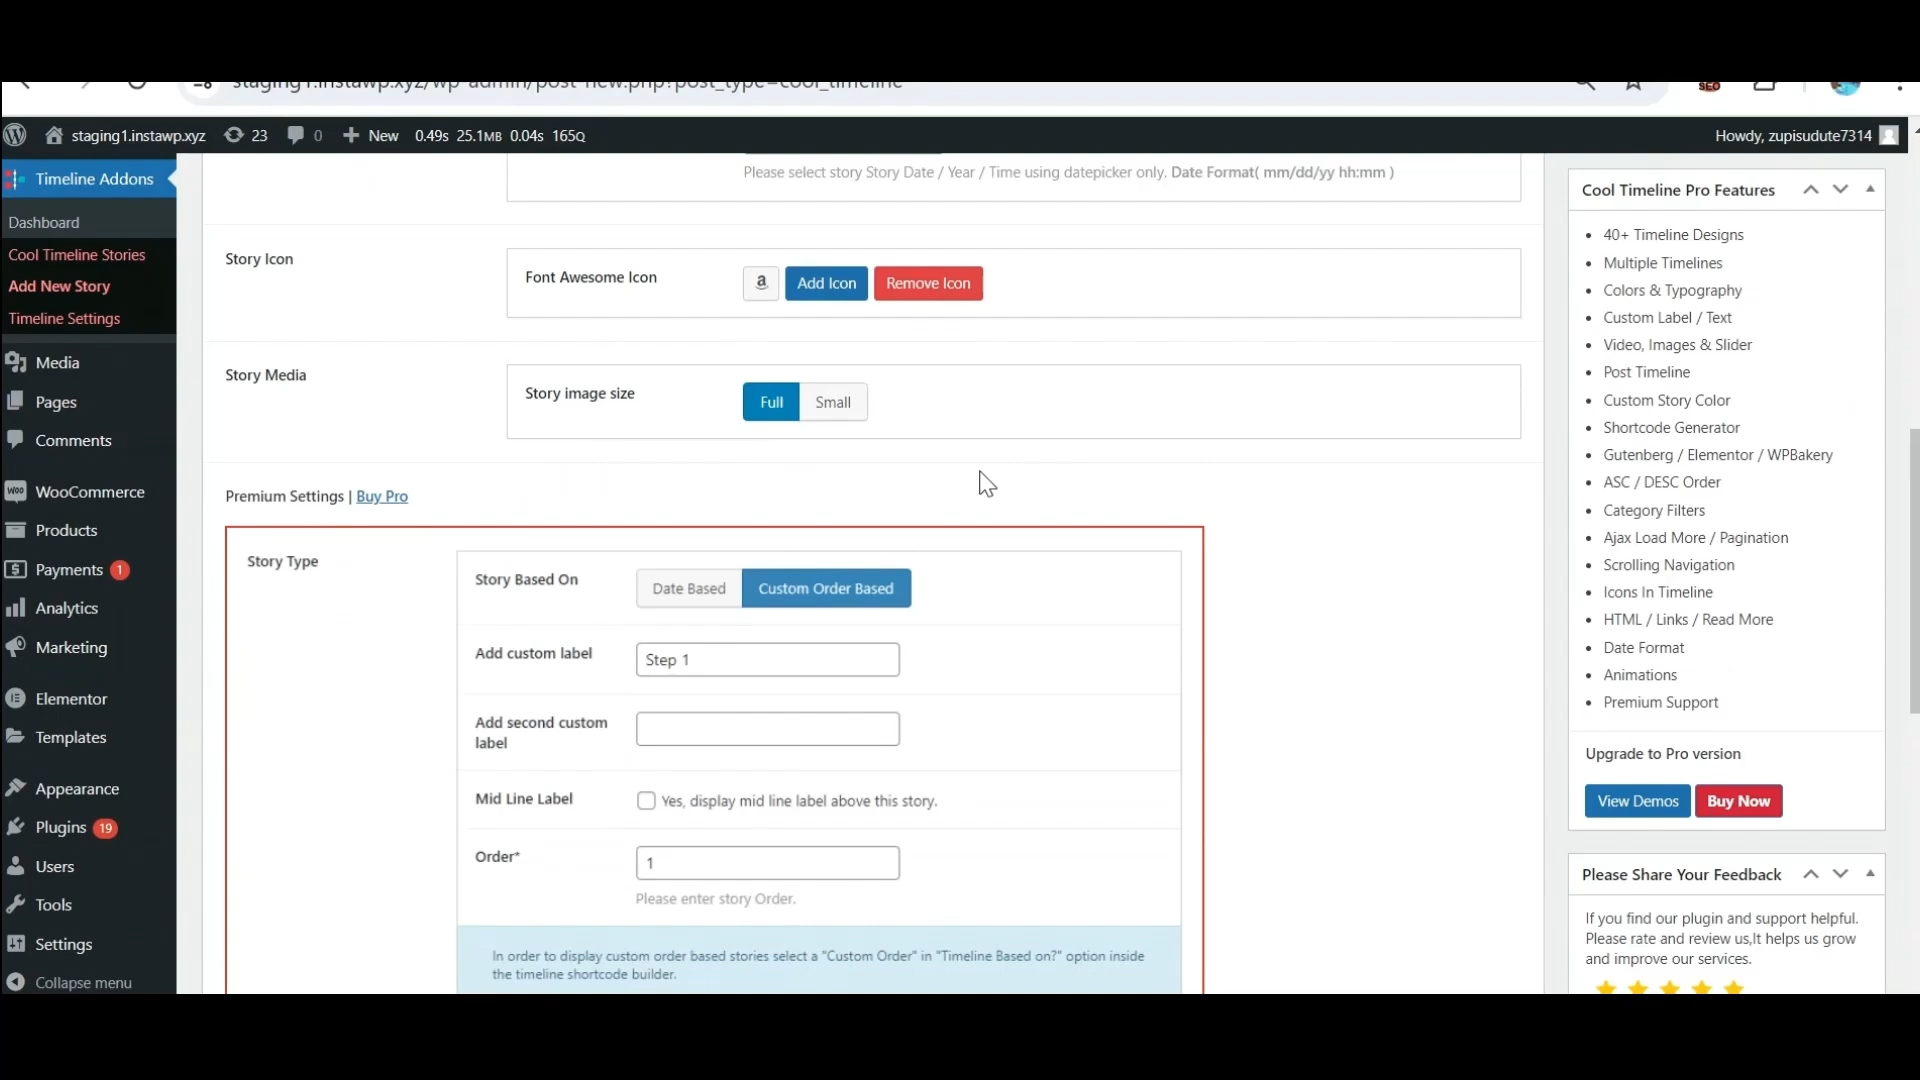 staging1.instawp.xyz/wp-admin/post-new.php?post_type=cool_timeline
SEO
staging1.instawp.xyz
23
0
New
0.49s 25.1MB 0.04s 165Q
Howdy, zupisudute7314
Timeline Addons
Dashboard
Cool Timeline Stories
Add New Story
Timeline Settings
Media
Pages
Comments
WooCommerce
Products
Payments 1
Analytics
Marketing
Elementor
Templates
Appearance
Plugins 19
Users
Tools
Settings
Collapse menu
Please select story Story Date / Year / Time using datepicker only. Date Format( mm/dd/yy hh:mm )
Story Icon
Font Awesome Icon
Add Icon
Remove Icon
Story Media
Story image size
Full
Small
Premium Settings | Buy Pro
Story Type
Story Based On
Date Based
Custom Order Based
Add custom label
Step 1
Add second custom
label
Mid Line Label
Yes, display mid line label above this story.
Order*
1
Please enter story Order.
In order to display custom order based stories select a "Custom Order" in "Timeline Based on?" option inside
the timeline shortcode builder.
Cool Timeline Pro Features
40+ Timeline Designs
Multiple Timelines
Colors & Typography
Custom Label / Text
Video, Images & Slider
Post Timeline
Custom Story Color
Shortcode Generator
Gutenberg / Elementor / WPBakery
ASC / DESC Order
Category Filters
Ajax Load More / Pagination
Scrolling Navigation
Icons In Timeline
HTML / Links / Read More
Date Format
Animations
Premium Support
Upgrade to Pro version
View Demos
Buy Now
Please Share Your Feedback
If you find our plugin and support helpful.
Please rate and review us,It helps us grow
and improve our services.